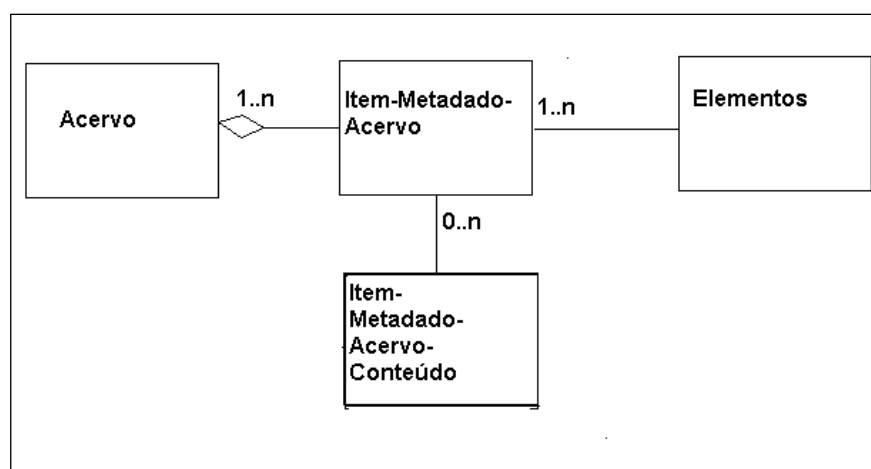 Acervo
1..n
Item-Metadado-
Acervo
1..n
Elementos
0..n
Item-
Metadado-
Acervo-
Conteúdo